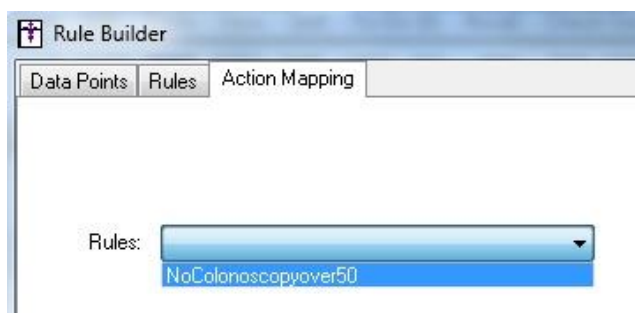 Rule Builder
Data Points Rules Action Mapping
Rules:
NoColonoscopyover50